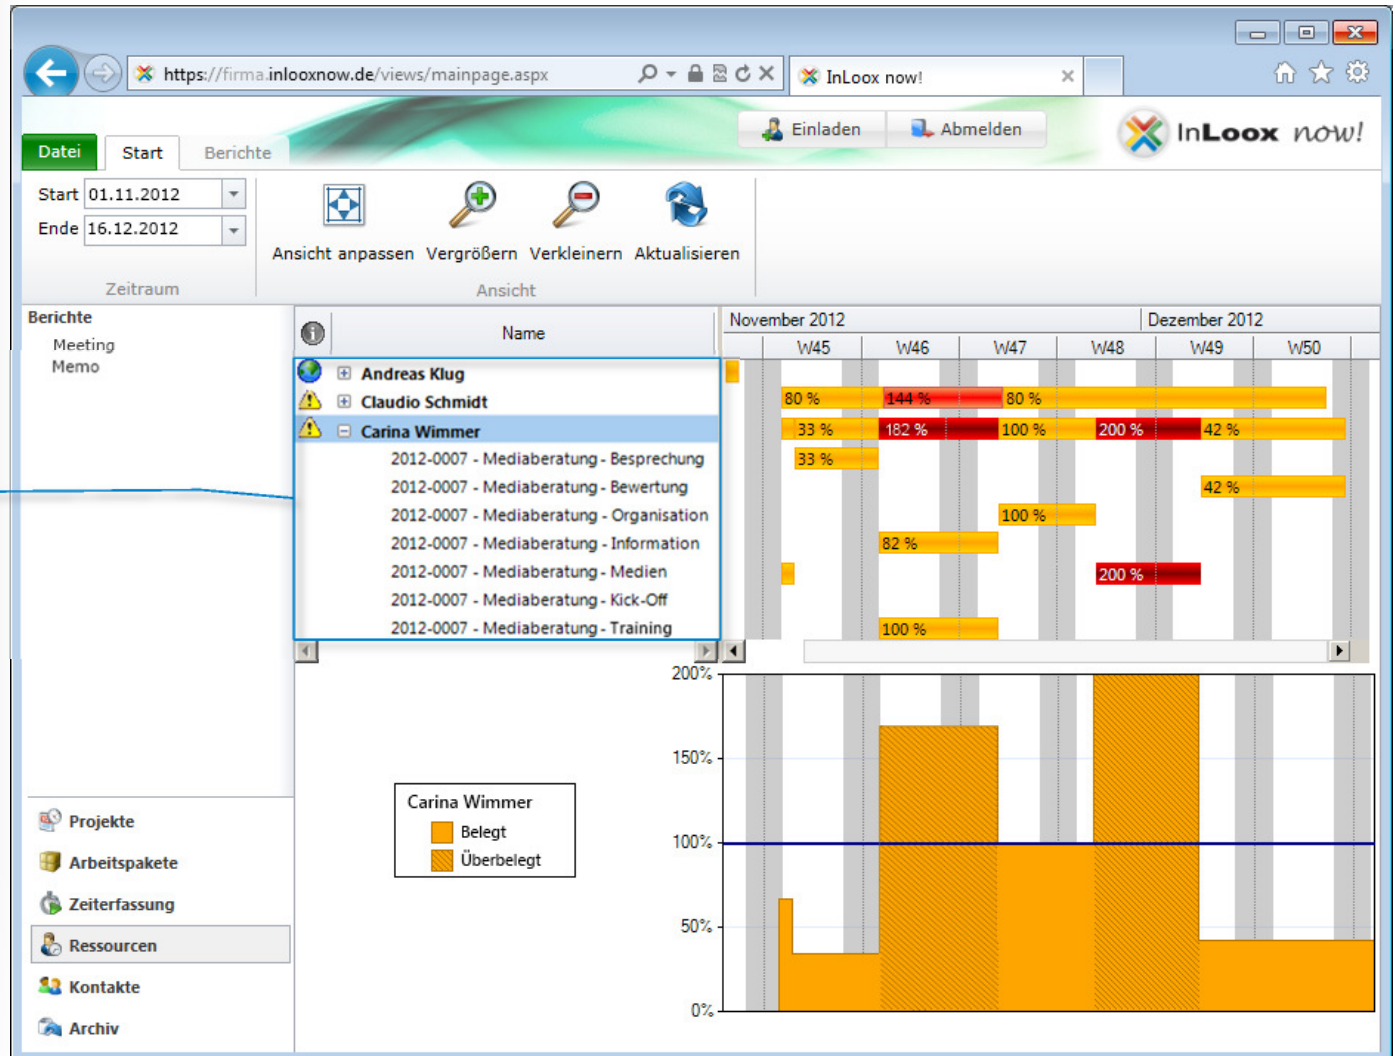 https://firma.inlooxnow.de/views/mainpage.aspx
InLoox now!
Einladen
Abmelden
InLoox now!
Datei
Start
Berichte
Start 01.11.2012
Ende 16.12.2012
Zeitraum
Ansicht anpassen
Vergrößern
Verkleinern
Aktualisieren
Ansicht
Berichte
Meeting
Memo
Name
November 2012
Dezember 2012
W45 W46 W47 W48 W49 W50
Andreas Klug
Claudio Schmidt
80 % 144 % 80 %
Carina Wimmer
33 % 182 % 100 % 200 % 42 %
2012-0007 - Mediaberatung - Besprechung
33 %
2012-0007 - Mediaberatung - Bewertung
42 %
2012-0007 - Mediaberatung - Organisation
100 %
2012-0007 - Mediaberatung - Information
82 %
2012-0007 - Mediaberatung - Medien
200 %
2012-0007 - Mediaberatung - Kick-Off
2012-0007 - Mediaberatung - Training
100 %
200%
150%
100%
50%
0%
Carina Wimmer
Belegt
Überbelegt
Projekte
Arbeitspakete
Zeiterfassung
Ressourcen
Kontakte
Archiv